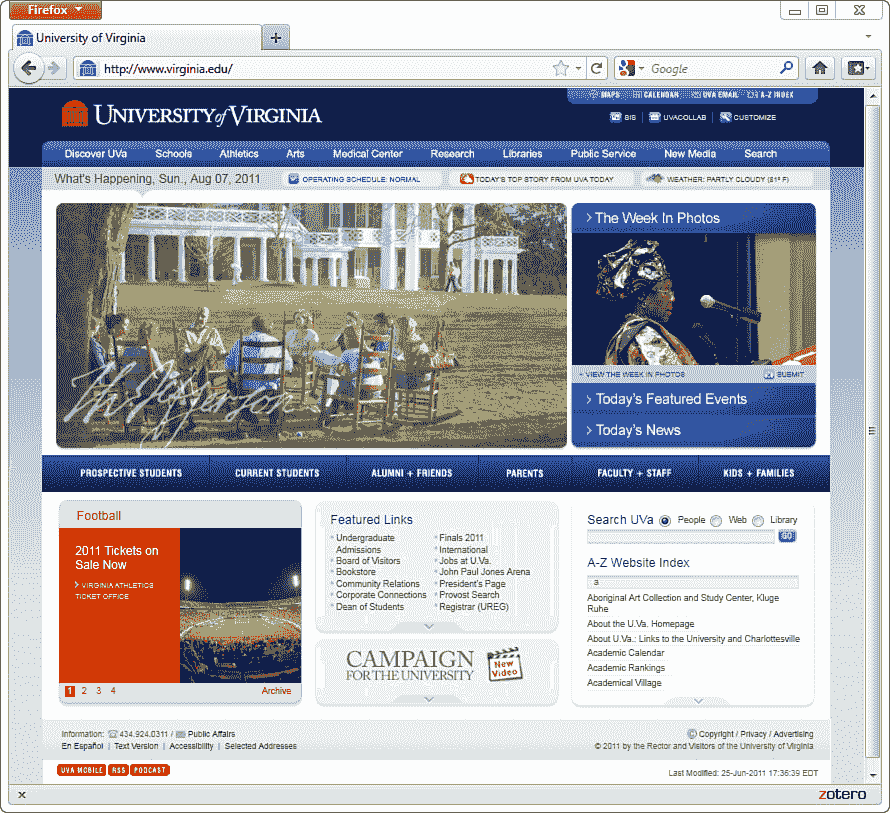 Firefox
University of Virginia
http://www.virginia.edu/
Google
UNIVERSITY of VIRGINIA
MAPS CALENDAR UVA EMAIL A-Z INDEX
BIS UVACOLLAB CUSTOMIZE
Discover UVa Schools Athletics Arts Medical Center Research Libraries Public Service New Media Search
What's Happening, Sun., Aug 07, 2011
OPERATING SCHEDULE: NORMAL
TODAY'S TOP STORY FROM UVA TODAY
WEATHER: PARTLY CLOUDY (81° F)
Th Jefferson
The Week In Photos
+ VIEW THE WEEK IN PHOTOS SUBMIT
Today's Featured Events
Today's News
PROSPECTIVE STUDENTS CURRENT STUDENTS ALUMNI + FRIENDS PARENTS FACULTY + STAFF KIDS + FAMILIES
Football
2011 Tickets on
Sale Now
VIRGINIA ATHLETICS
TICKET OFFICE
1 2 3 4 Archive
Featured Links
Undergraduate
Admissions
Board of Visitors
Bookstore
Community Relations
Corporate Connections
Dean of Students
Finals 2011
International
Jobs at U.Va.
John Paul Jones Arena
President's Page
Provost Search
Registrar (UREG)
CAMPAIGN
FOR THE UNIVERSITY
New
Video
Search UVa People Web Library
GO
A-Z Website Index
a
Aboriginal Art Collection and Study Center, Kluge
Ruhe
About the U.Va. Homepage
About U.Va.: Links to the University and Charlottesville
Academic Calendar
Academic Rankings
Academical Village
Information: 434.924.0311 / Public Affairs
En Español | Text Version | Accessibility | Selected Addresses
© Copyright / Privacy / Advertising
© 2011 by the Rector and Visitors of the University of Virginia
UVA MOBILE RSS PODCAST
Last Modified: 25-Jun-2011 17:36:39 EDT
x
zotero